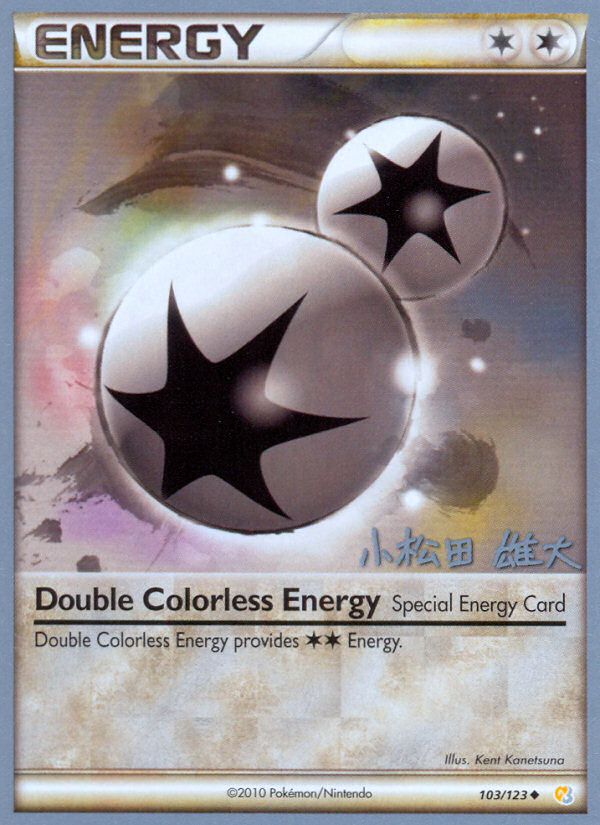 ENERGY
小松田 雄大
Double Colorless Energy Special Energy Card
Double Colorless Energy provides ✶✶ Energy.
Illus. Kent Kanetsuna
©2010 Pokémon/Nintendo 103/123 ◆